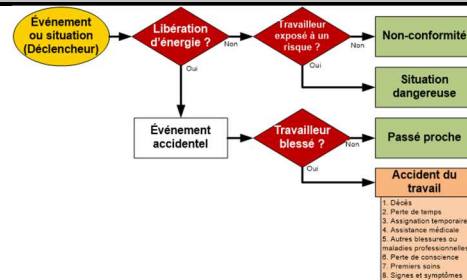 Événement
ou situation
(Déclencheur)
Libération
d'énergie ?
Non
Travailleur
exposé à un
risque ?
Non
Non-conformité
Oui
Oui
Situation
dangereuse
Événement
accidentel
Travailleur
blessé ?
Non
Passé proche
Oui
Accident du
travail
1. Décès
2. Perte de temps
3. Assignation temporaire
4. Assistance médicale
5. Autres blessures ou
maladies professionnelles
6. Perte de conscience
7. Premiers soins
8. Signes et symptômes